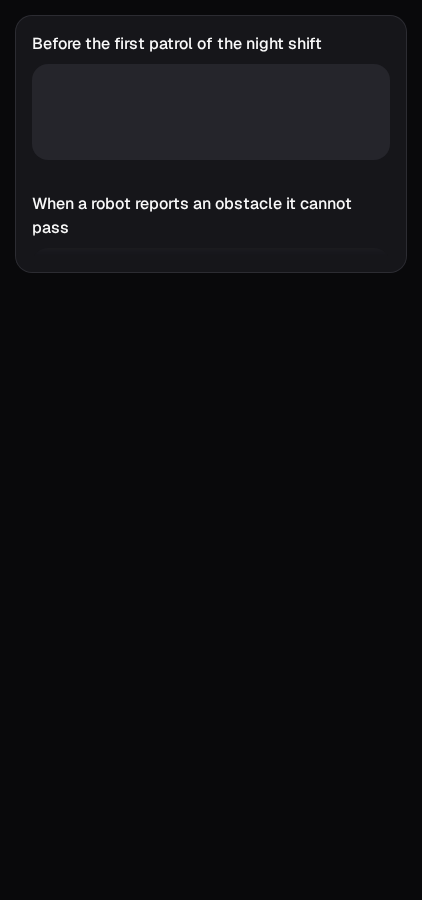 Before the first patrol of the night shift
When a robot reports an obstacle it cannot
pass